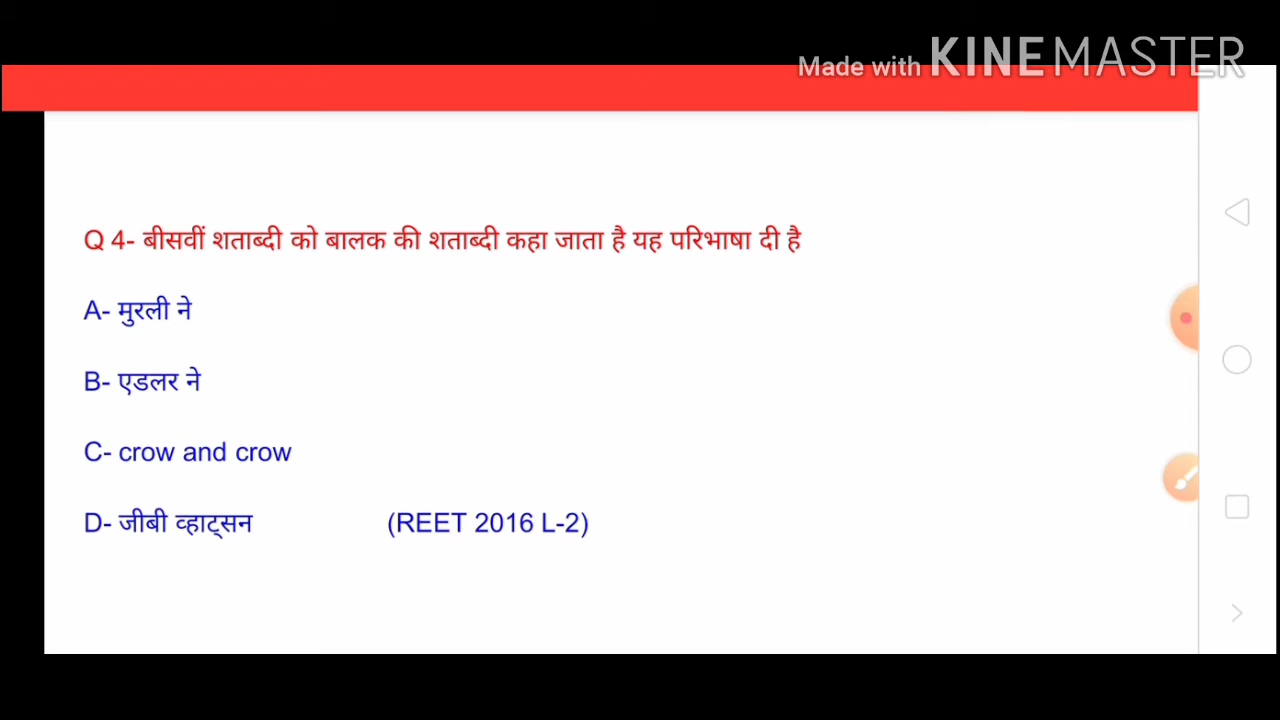 Made with KINEMASTER
Q 4- बीसवीं शताब्दी को बालक की शताब्दी कहा जाता है यह परिभाषा दी है
A- मुरली ने
B- एडलर ने
C- crow and crow
D- जीबी व्हाट्सन (REET 2016 L-2)